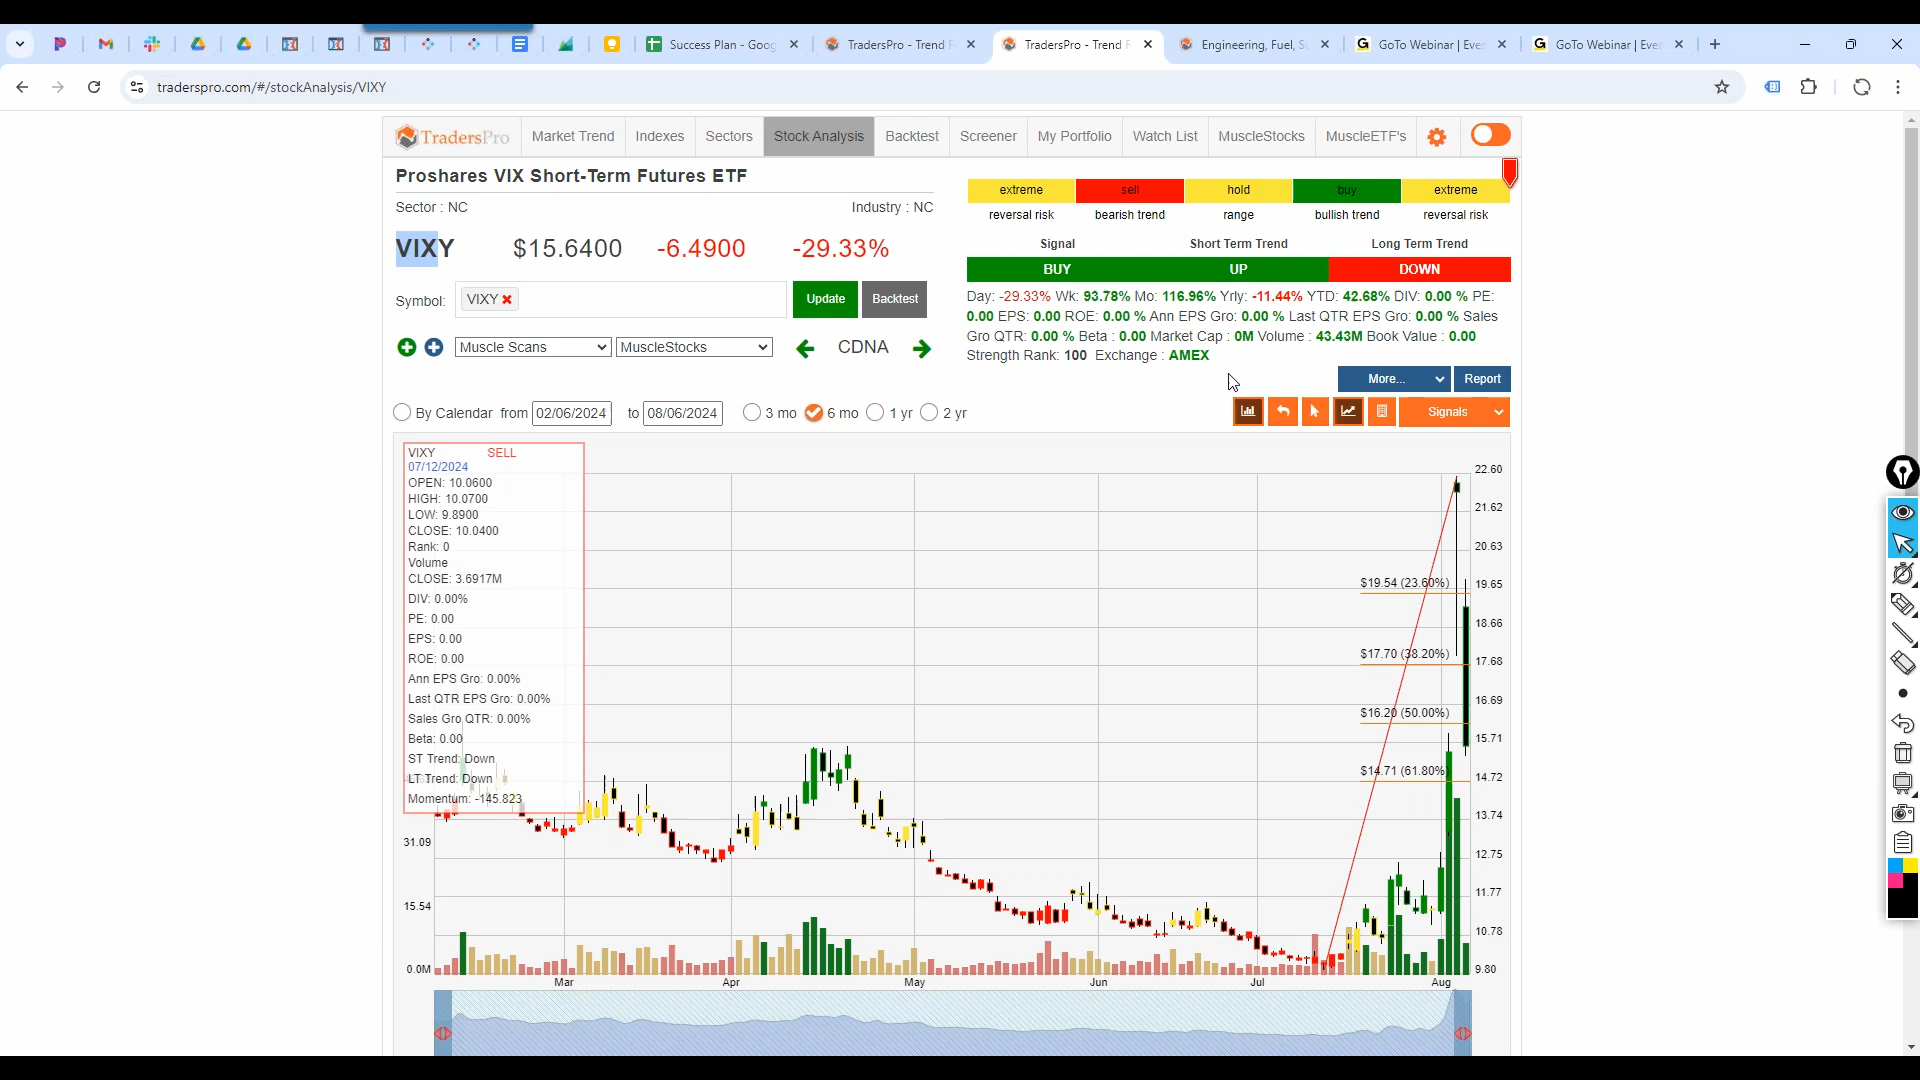 Success Plan - Goog
TradersPro - Trend F
TradersPro - Trend F
Engineering, Fuel, S
GoTo Webinar | Ever
GoTo Webinar | Ever
traderspro.com/#/stockAnalysis/VIXY
TradersPro
Market Trend
Indexes
Sectors
Stock Analysis
Backtest
Screener
My Portfolio
Watch List
MuscleStocks
MuscleETF's
Proshares VIX Short-Term Futures ETF
Sector : NC
Industry : NC
VIXY
$15.6400
-6.4900
-29.33%
Symbol:
VIXY
Update
Backtest
Muscle Scans
MuscleStocks
CDNA
extreme
sell
hold
buy
extreme
reversal risk
bearish trend
range
bullish trend
reversal risk
Signal
Short Term Trend
Long Term Trend
BUY
UP
DOWN
Day: -29.33% Wk: 93.78% Mo: 116.96% Yrly: -11.44% YTD: 42.68% DIV: 0.00 % PE:
0.00 EPS: 0.00 ROE: 0.00 % Ann EPS Gro: 0.00 % Last QTR EPS Gro: 0.00 % Sales
Gro QTR: 0.00 % Beta : 0.00 Market Cap : 0M Volume : 43.43M Book Value : 0.00
Strength Rank: 100 Exchange : AMEX
More...
Report
By Calendar from 02/06/2024 to 08/06/2024
3 mo
6 mo
1 yr
2 yr
Signals
VIXY SELL
07/12/2024
OPEN: 10.0600
HIGH: 10.0700
LOW: 9.8900
CLOSE: 10.0400
Rank: 0
Volume
CLOSE: 3.6917M
DIV: 0.00%
PE: 0.00
EPS: 0.00
ROE: 0.00
Ann EPS Gro: 0.00%
Last QTR EPS Gro: 0.00%
Sales Gro QTR: 0.00%
Beta: 0.00
ST Trend: Down
LT Trend: Down
Momentum: -145.823
31.09
15.54
0.0M
$19.54 (23.60%)
$17.70 (38.20%)
$16.20 (50.00%)
$14.71 (61.80%)
22.60
21.62
20.63
19.65
18.66
17.68
16.69
15.71
14.72
13.74
12.75
11.77
10.78
9.80
Mar
Apr
May
Jun
Jul
Aug